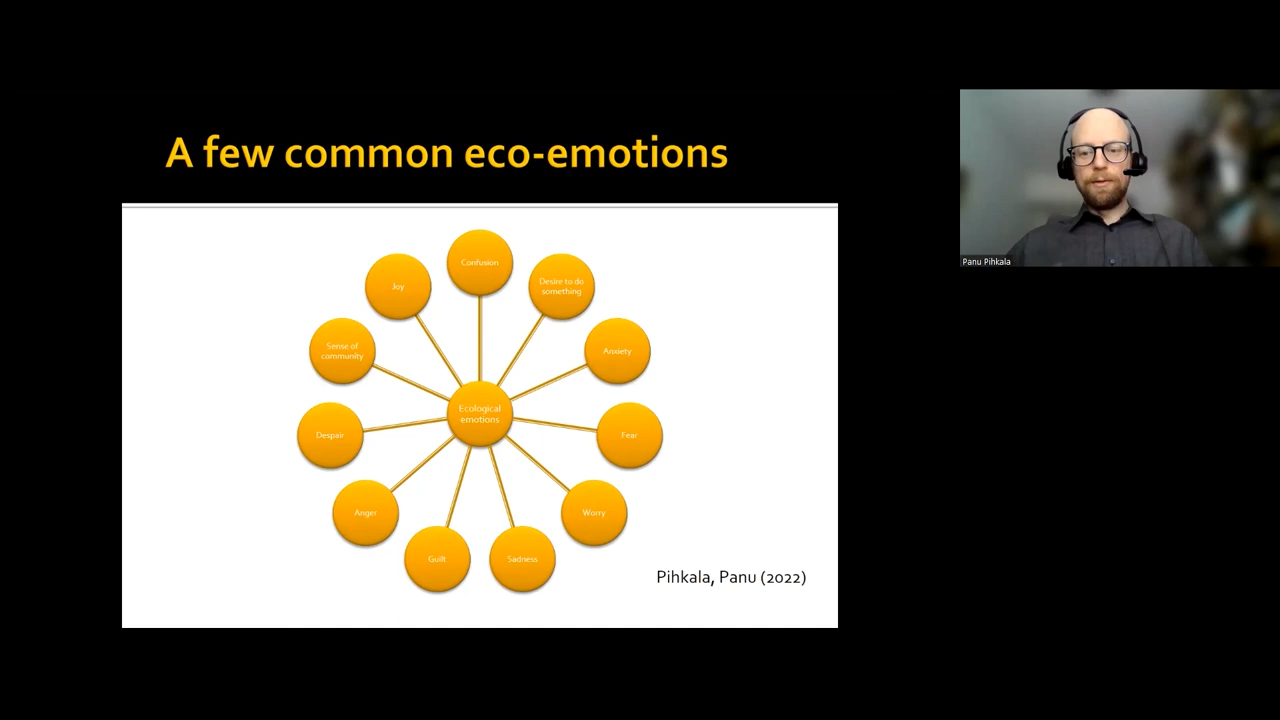 A few common eco-emotions
Confusion
Desire to do
something
Anxiety
Fear
Worry
Sadness
Guilt
Anger
Despair
Sense of
community
Joy
Ecological
emotions
Pihkala, Panu (2022)
Panu Pihkala